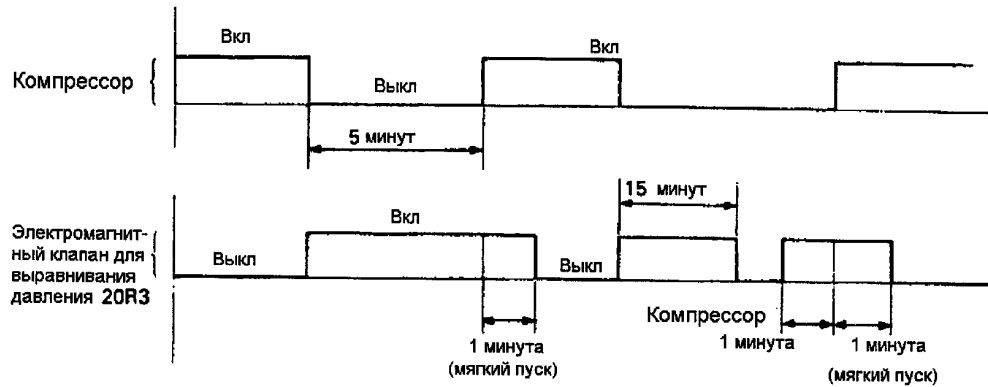 Вкл
Вкл
Компрессор
Выкл
5 минут
15 минут
Вкл
Электромагнит-
ный клапан для
выравнивания
давления 20R3
Выкл
Выкл
Компрессор
1 минута
(мягкий пуск)
1 минута
1 минута
(мягкий пуск)